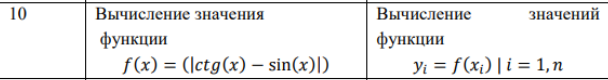 10
Вычисление значения
функции
f(x) = (|ctg(x) − sin(x)|)
Вычисление значений
функции
yᵢ = f(xᵢ) | i = 1, n